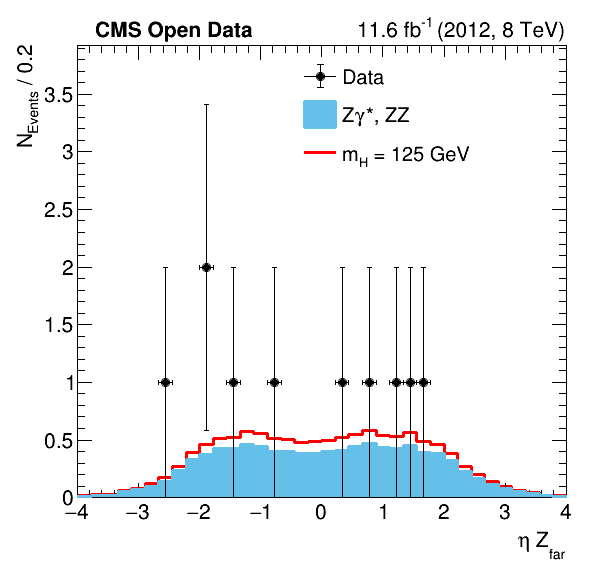 CMS Open Data 11.6 fb⁻¹ (2012, 8 TeV)
N_Events / 0.2
Data
Zγ*, ZZ
m_H = 125 GeV
3.5
3
2.5
2
1.5
1
0.5
0
−4 −3 −2 −1 0 1 2 3 4
η Z_far